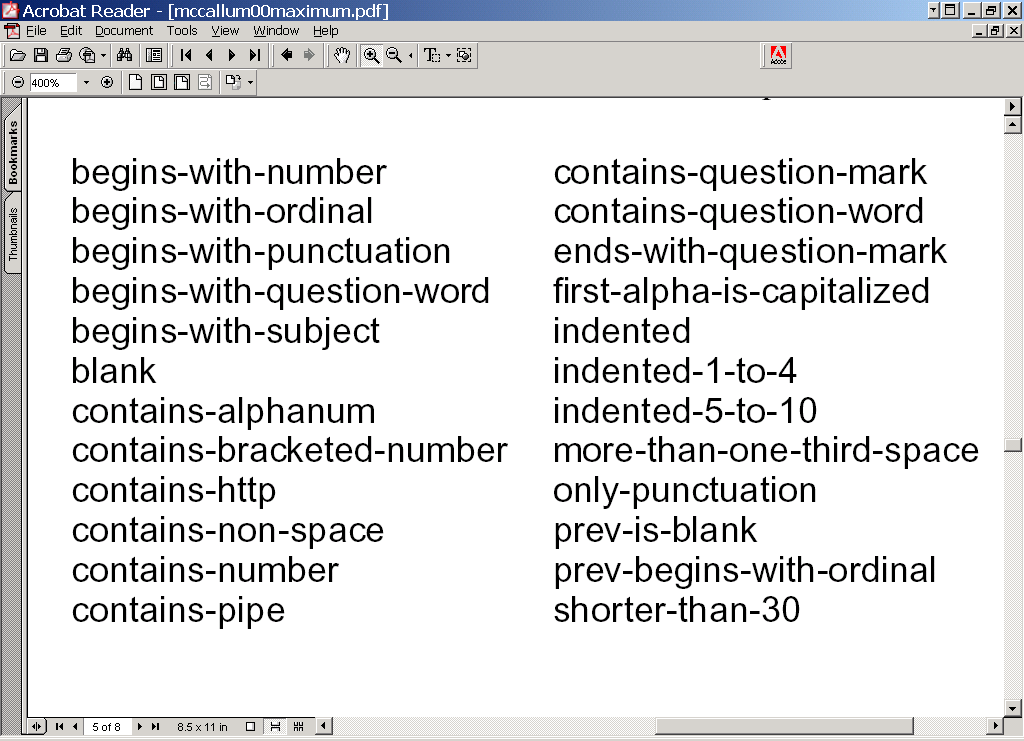 Acrobat Reader - [mccallum00maximum.pdf]
File Edit Document Tools View Window Help
Adobe
400%
Bookmarks
Thumbnails
begins-with-number
begins-with-ordinal
begins-with-punctuation
begins-with-question-word
begins-with-subject
blank
contains-alphanum
contains-bracketed-number
contains-http
contains-non-space
contains-number
contains-pipe
contains-question-mark
contains-question-word
ends-with-question-mark
first-alpha-is-capitalized
indented
indented-1-to-4
indented-5-to-10
more-than-one-third-space
only-punctuation
prev-is-blank
prev-begins-with-ordinal
shorter-than-30
5 of 8 8.5 x 11 in